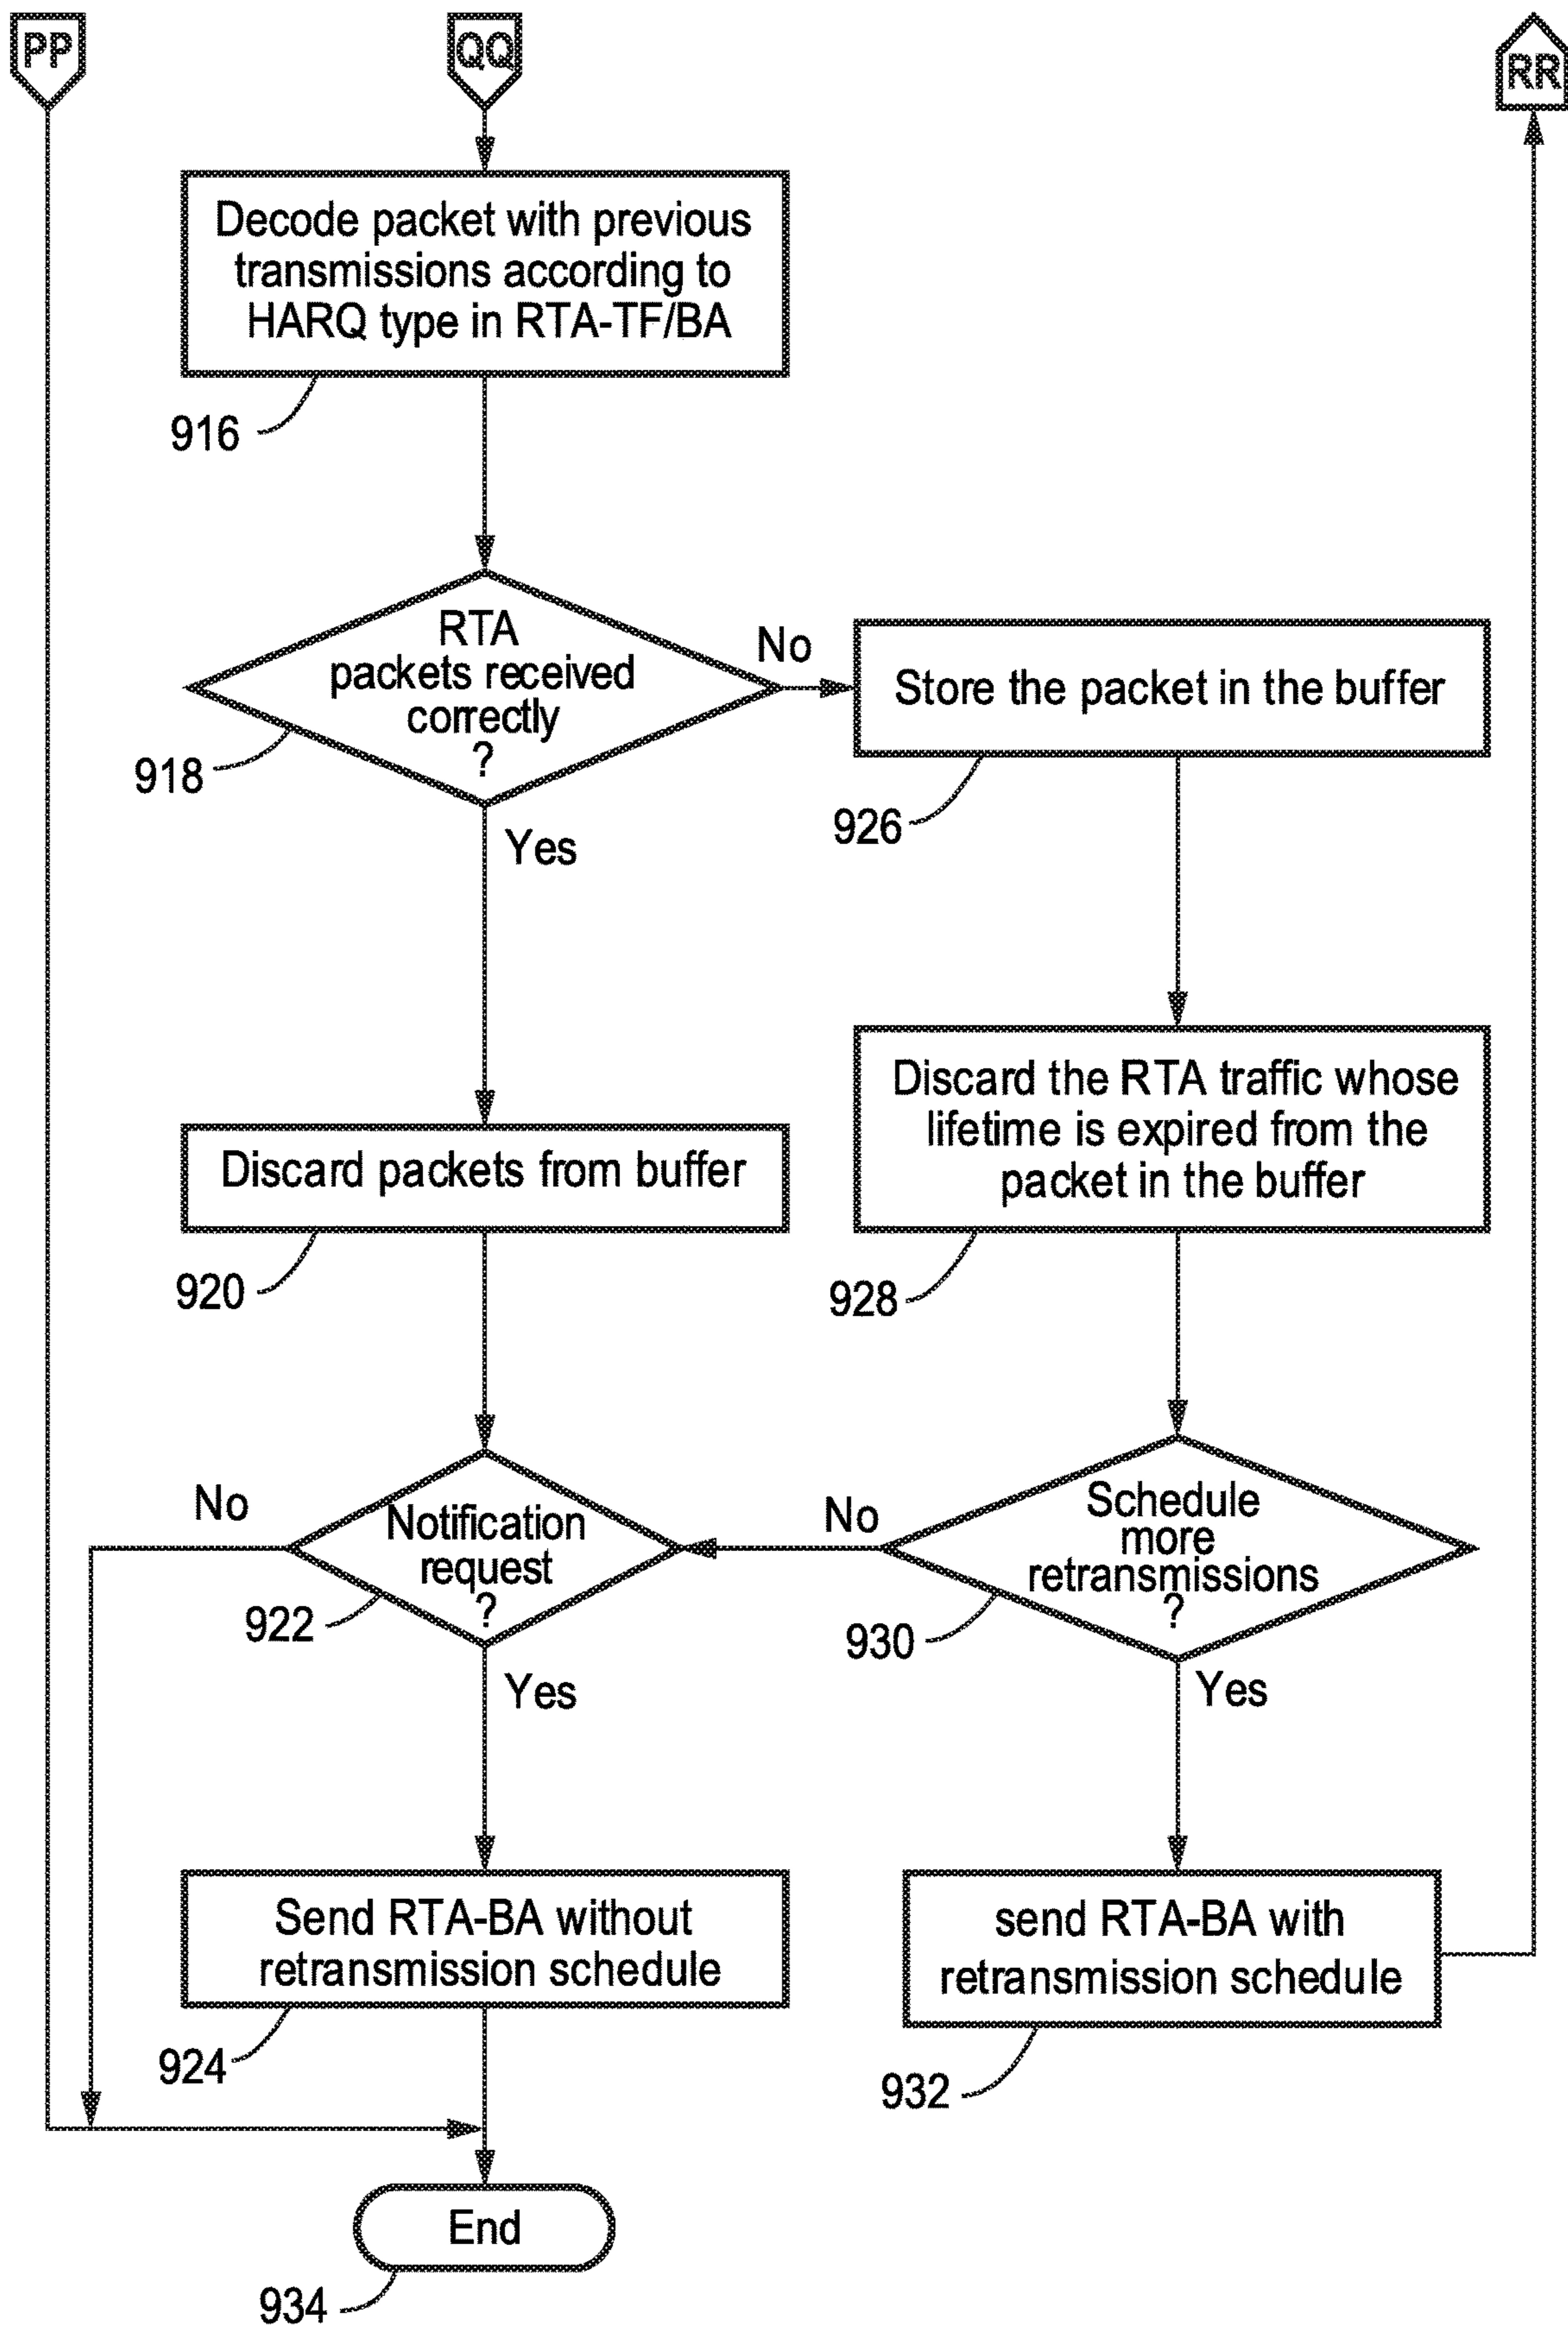 PP
QQ
RR
Decode packet with previous
transmissions according to
HARQ type in RTA-TF/BA
916
RTA
packets received
correctly
?
918
No
Yes
Store the packet in the buffer
926
Discard packets from buffer
920
Discard the RTA traffic whose
lifetime is expired from the
packet in the buffer
928
No
Notification
request
?
922
Yes
No
Schedule
more
retransmissions
?
930
Yes
Send RTA-BA without
retransmission schedule
924
send RTA-BA with
retransmission schedule
932
End
934